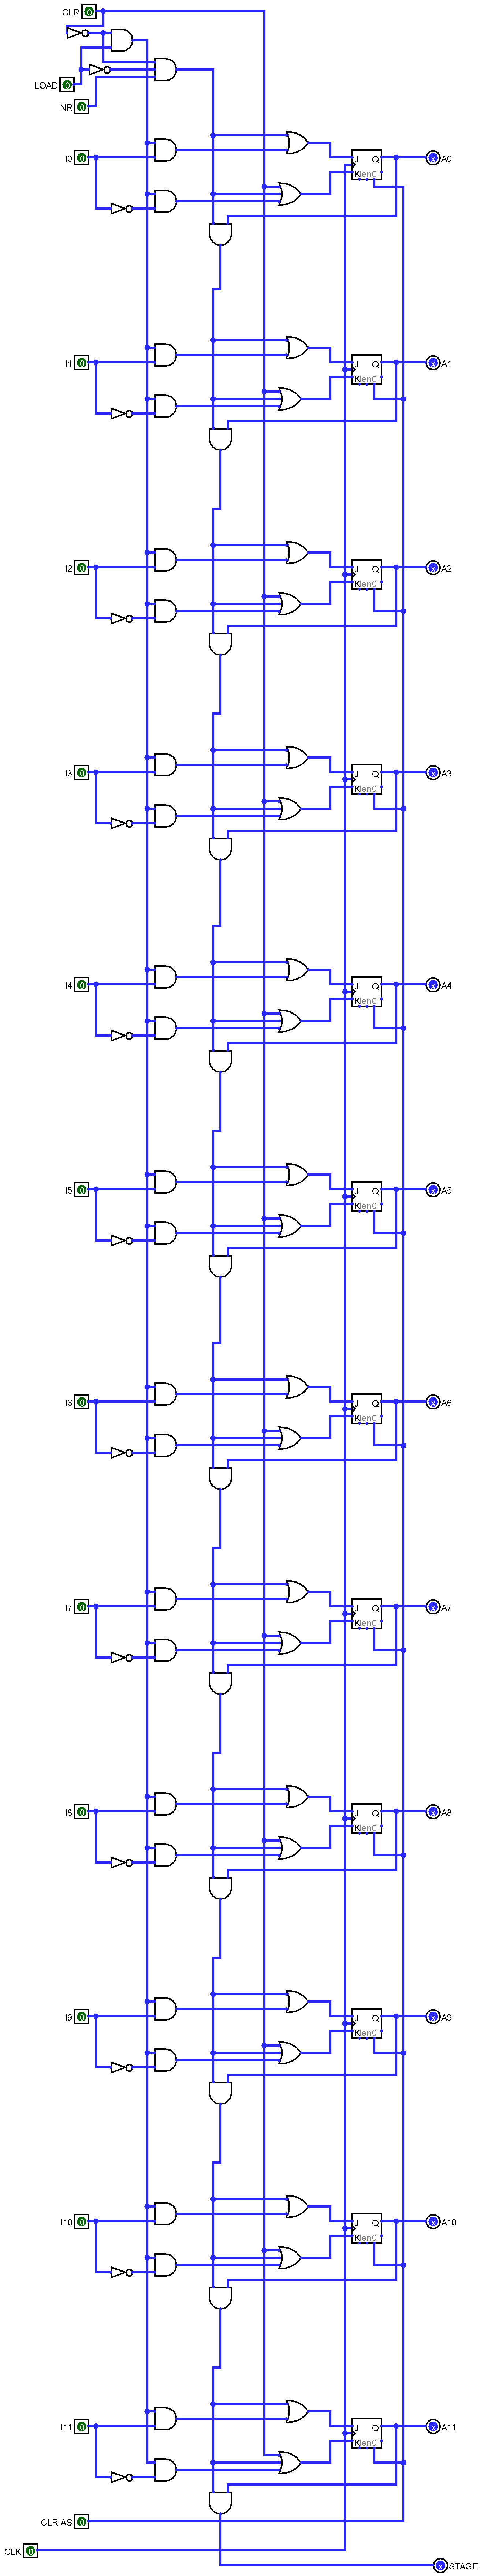 CLR 0
LOAD 0
INR 0
I0 0 J Q K en0 x A0
I1 0 J Q K en0 x A1
I2 0 J Q K en0 x A2
I3 0 J Q K en0 x A3
I4 0 J Q K en0 x A4
I5 0 J Q K en0 x A5
I6 0 J Q K en0 x A6
I7 0 J Q K en0 x A7
I8 0 J Q K en0 x A8
I9 0 J Q K en0 x A9
I10 0 J Q K en0 x A10
I11 0 J Q K en0 x A11
CLR AS 0
CLK 0
x STAGE